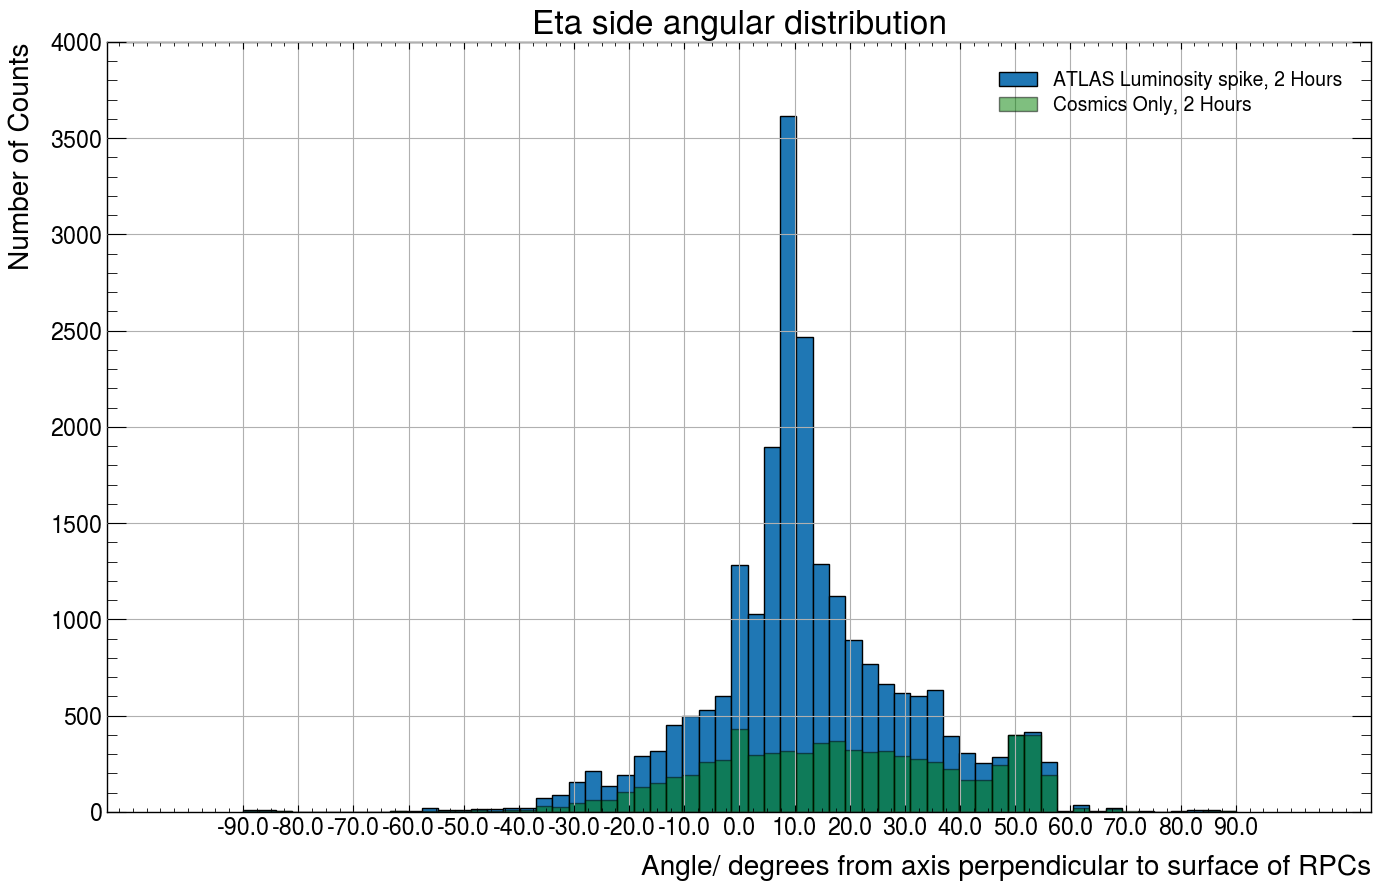 Eta side angular distribution
Number of Counts
4000
3500
3000
2500
2000
1500
1000
500
0
ATLAS Luminosity spike, 2 Hours
Cosmics Only, 2 Hours
-90.0 -80.0 -70.0 -60.0 -50.0 -40.0 -30.0 -20.0 -10.0 0.0 10.0 20.0 30.0 40.0 50.0 60.0 70.0 80.0 90.0
Angle/ degrees from axis perpendicular to surface of RPCs